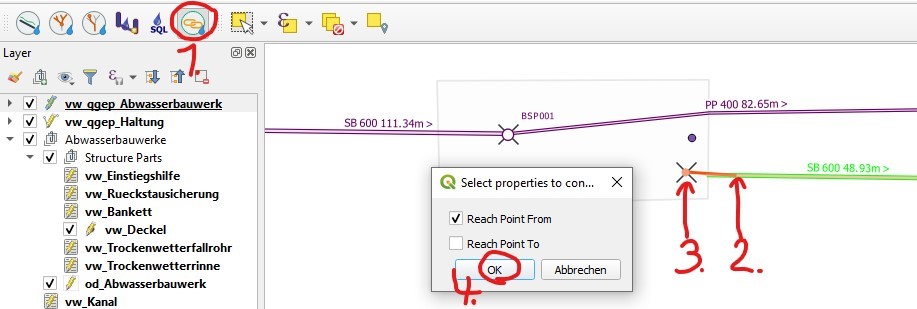 SQL
1
Layer
vw_qgep_Abwasserbauwerk
vw_qgep_Haltung
Abwasserbauwerke
Structure Parts
vw_Einstiegshilfe
vw_Rueckstausicherung
vw_Bankett
vw_Deckel
vw_Trockenwetterfallrohr
vw_Trockenwetterrinne
od_Abwasserbauwerk
vw_Kanal
SB 600 111.34m >
BSP001
PP 400 82.65m >
SB 600 48.93m >
Select properties to con...
Reach Point From
Reach Point To
OK
Abbrechen
4.
3.
2.